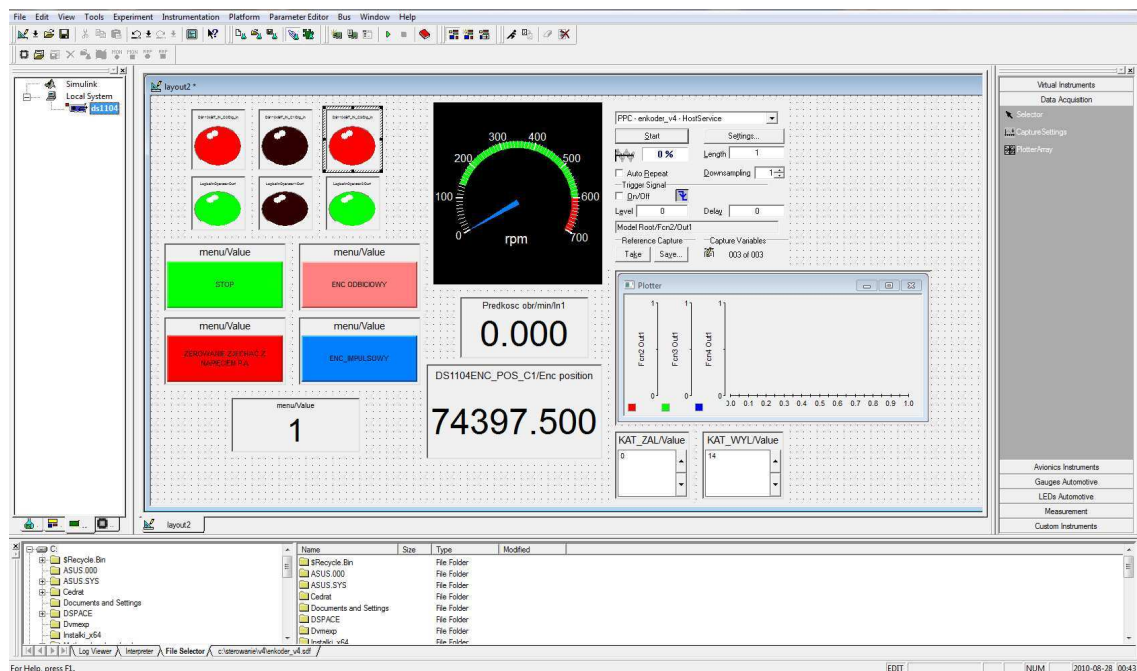 File Edit View Tools Experiment Instrumentation Platform Parameter Editor Bus Window Help
Simulink
Local System
ds1104
layout2 *
menu/Value
STOP
menu/Value
ENC ODBICIOWY
menu/Value
menu/Value
ENC_IMPULSOWY
menu/Value
1
0 100 200 300 400 500 600 700
rpm
Predkosc obr/min/In1
0.000
DS1104ENC_POS_C1/Enc position
74397.500
PPC - enkoder_v4 - HostService
Start Settings...
0 % Length 1
Auto Repeat Downsampling 1
Trigger Signal
On/Off
Level 0 Delay 0
Model Root/Fcn2/Out1
Reference Capture Capture Variables
Take Save... 003 of 003
Plotter
1 1 1
Fcn2 Out1 Fcn3 Out1 Fcn4 Out1
0 0 0
0.0 0.1 0.2 0.3 0.4 0.5 0.6 0.7 0.8 0.9 1.0
KAT_ZAL/Value KAT_WYL/Value
0 14
Virtual Instruments
Data Acquisition
Selector
CaptureSettings
PlotterArray
Avionics Instruments
Gauges Automotive
LEDs Automotive
Measurement
Custom Instruments
layout2
C:
$Recycle.Bin
ASUS.000
ASUS.SYS
Cedrat
Documents and Settings
DSPACE
Dvmexp
Instalki_x64
Name Size Type Modified
$Recycle.Bin File Folder
ASUS.000 File Folder
ASUS.SYS File Folder
Cedrat File Folder
Documents and Settings File Folder
DSPACE File Folder
Dvmexp File Folder
Instalki_x64 File Folder
Log Viewer Interpreter File Selector c:\sterowanie\v4\enkoder_v4.sdf
For Help, press F1. EDIT NUM 2010-08-28 00:43